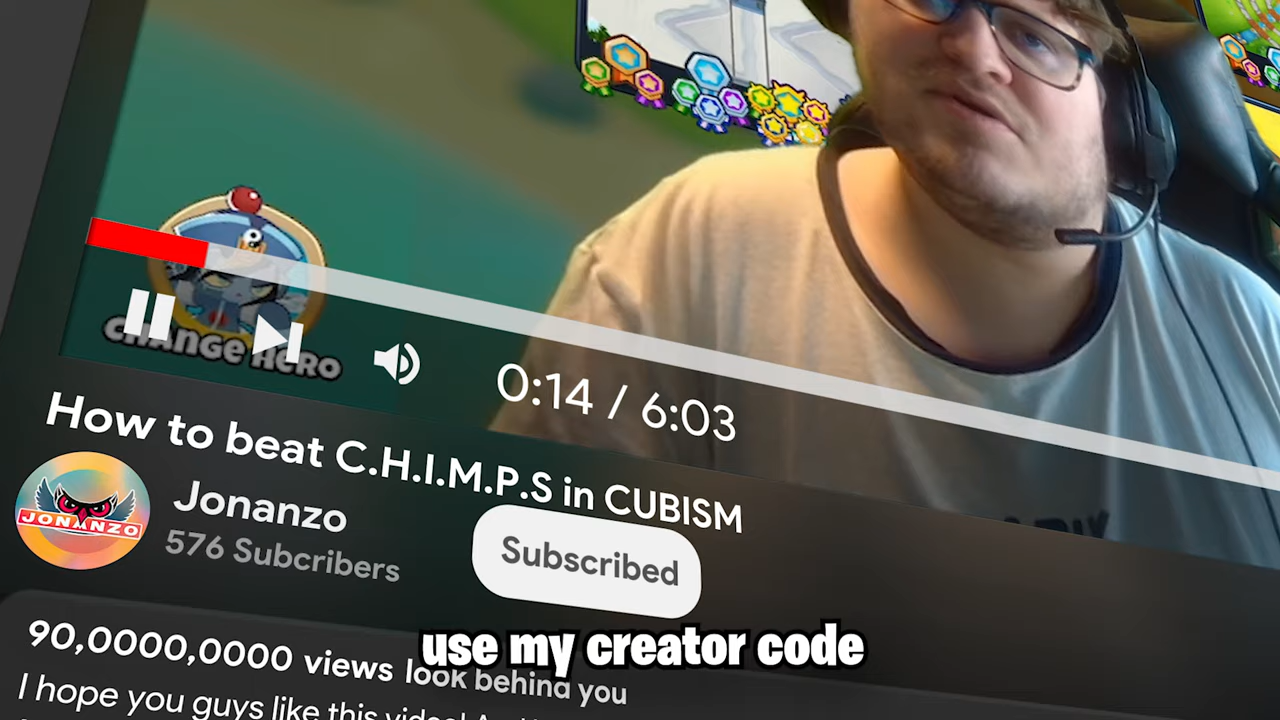 CHANGE HERO
0:14 / 6:03
How to beat C.H.I.M.P.S in CUBISM
JONANZO
Jonanzo
576 Subcribers
Subscribed
use my creator code
90,0000,0000 views look behind you
I hope you guys like this video!